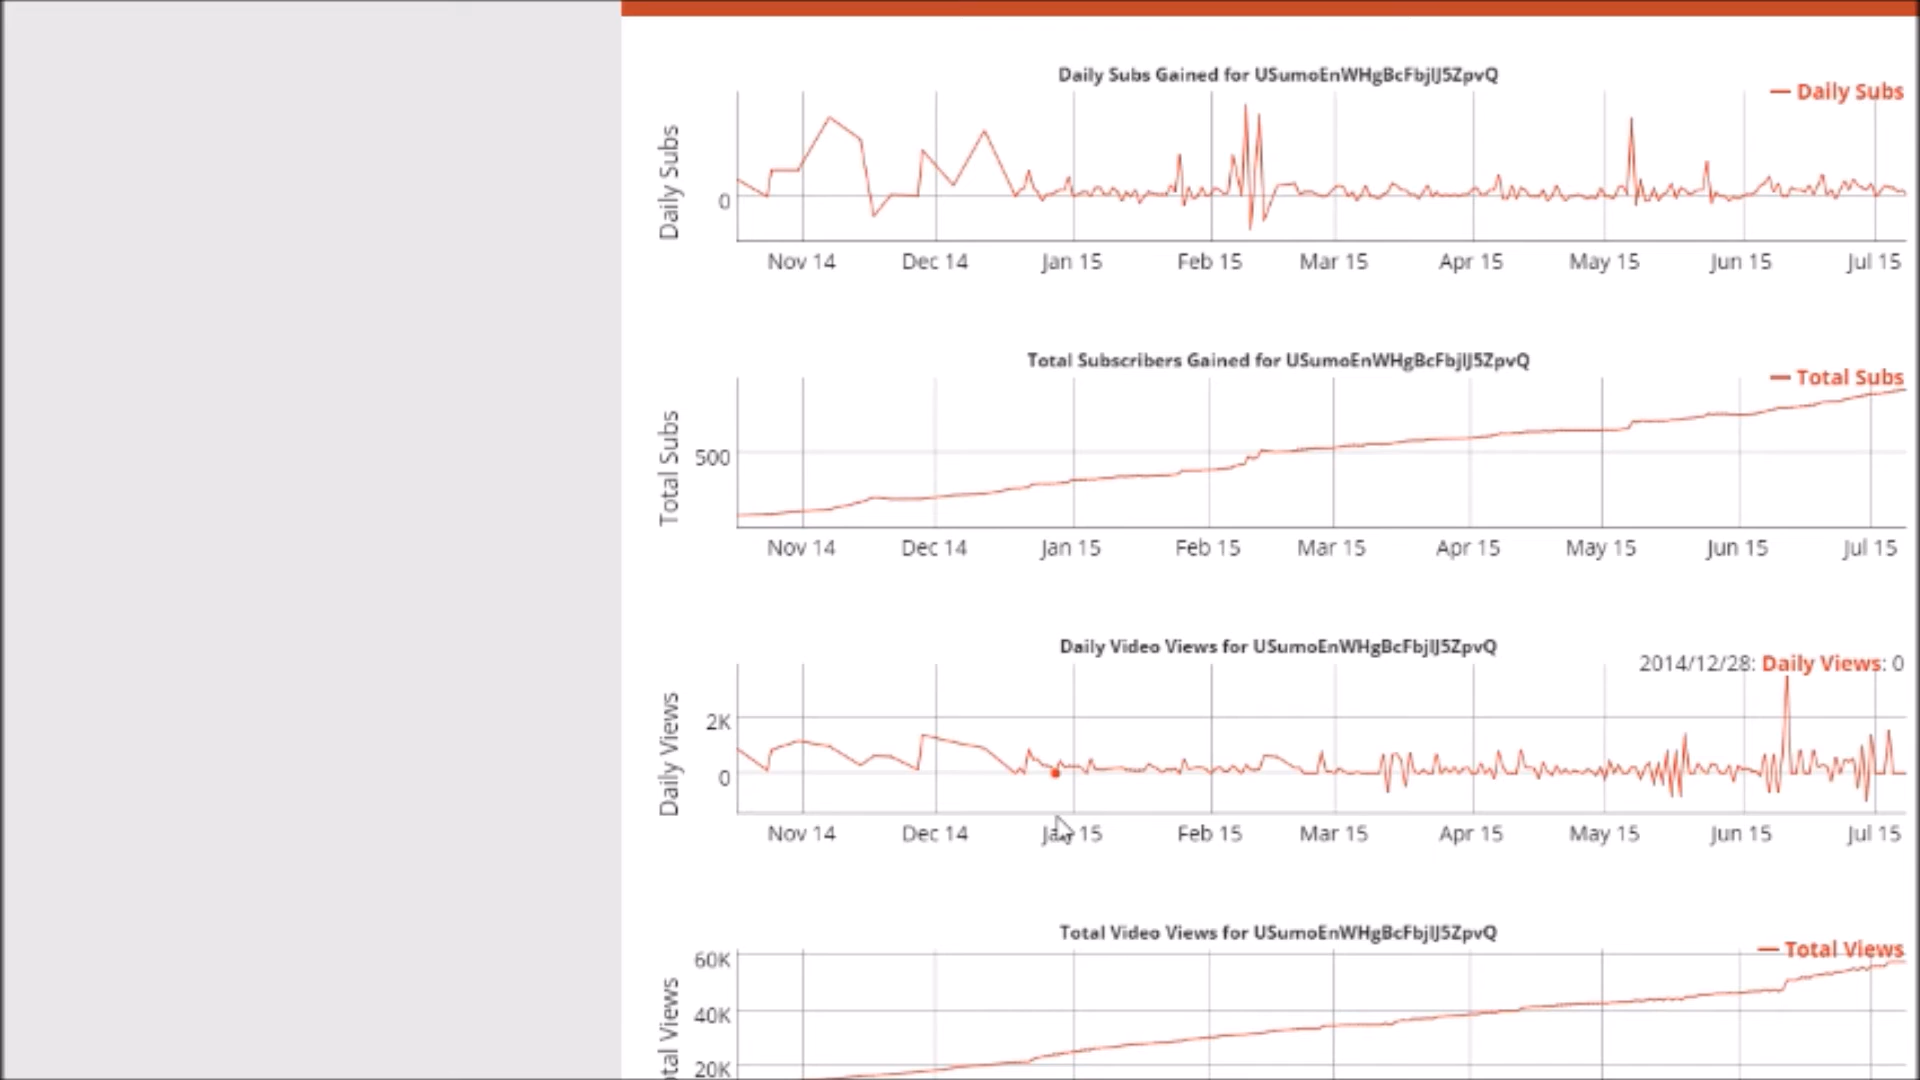 Daily Subs Gained for USumoEnWHgBcFbjlJ5ZpvQ
Daily Subs
Daily Subs
0
Nov 14 Dec 14 Jan 15 Feb 15 Mar 15 Apr 15 May 15 Jun 15 Jul 15
Total Subscribers Gained for USumoEnWHgBcFbjlJ5ZpvQ
Total Subs
Total Subs
500
Nov 14 Dec 14 Jan 15 Feb 15 Mar 15 Apr 15 May 15 Jun 15 Jul 15
Daily Video Views for USumoEnWHgBcFbjlJ5ZpvQ
2014/12/28: Daily Views: 0
Daily Views
2K
0
Nov 14 Dec 14 Jan 15 Feb 15 Mar 15 Apr 15 May 15 Jun 15 Jul 15
Total Video Views for USumoEnWHgBcFbjlJ5ZpvQ
Total Views
60K
40K
20K
tal Views